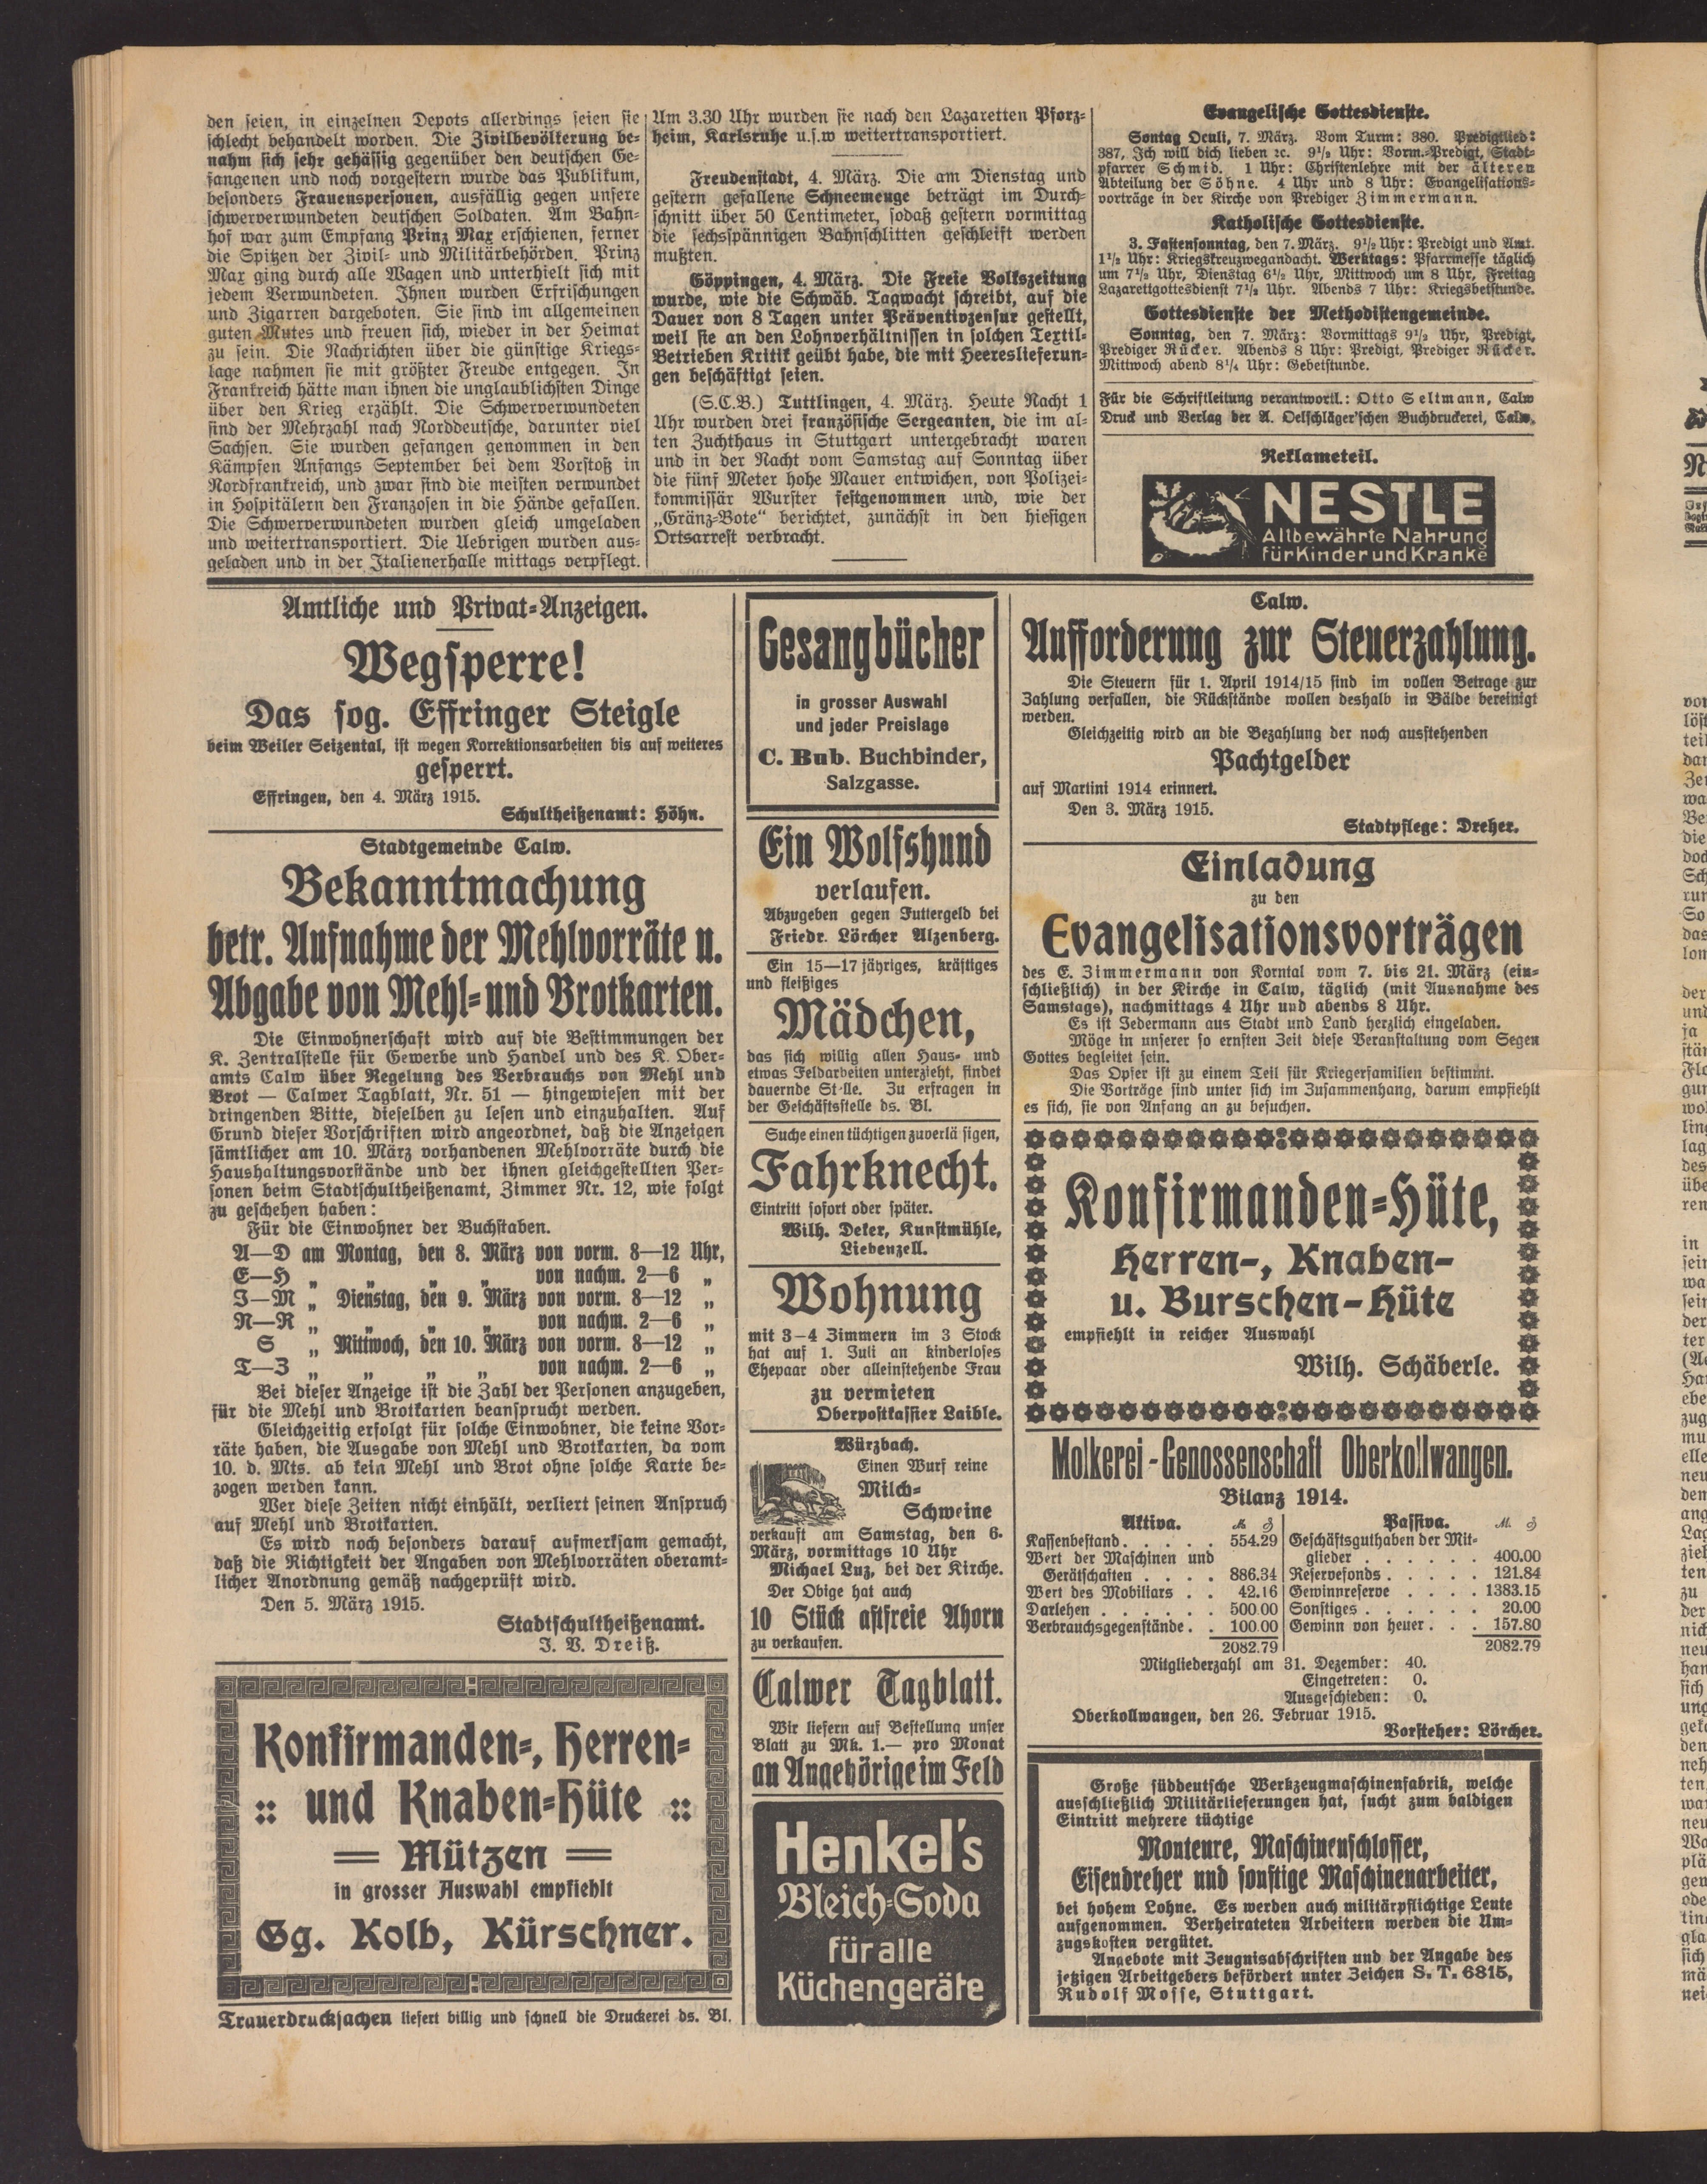 den seien, in einzelnen Depots allerdings seien sie
schlecht behandelt worden. Die Zivilbevölkerung be-
nahm sich sehr gehässig gegenüber den deutschen Ge-
fangenen und noch vorgestern wurde das Publikum,
besonders Frauenspersonen, ausfällig gegen unsere
schwerverwundeten deutschen Soldaten. Am Bahn-
hof war zum Empfang Prinz Max erschienen, ferner
die Spitzen der Zivil- und Militärbehörden. Prinz
Max ging durch alle Wagen und unterhielt sich mit
jedem Verwundeten. Ihnen wurden Erfrischungen
und Zigarren dargeboten. Sie sind im allgemeinen
guten Mutes und freuen sich, wieder in der Heimat
zu sein. Die Nachrichten über die günstige Kriegs-
lage nahmen sie mit größter Freude entgegen. In
Frankreich hätte man ihnen die unglaublichsten Dinge
über den Krieg erzählt. Die Schwerverwundeten
sind der Mehrzahl nach Norddeutsche, darunter viel
Sachsen. Sie wurden gefangen genommen in den
Kämpfen Anfangs September bei dem Vorstoß in
Nordfrankreich, und zwar sind die meisten verwundet
in Hospitälern den Franzosen in die Hände gefallen.
Die Schwerverwundeten wurden gleich umgeladen
und weitertransportiert. Die Uebrigen wurden aus-
geladen und in der Italienerhalle mittags verpflegt.
Um 3.30 Uhr wurden sie nach den Lazaretten Pforz-
heim, Karlsruhe u.s.w weitertransportiert.
Freudenstadt, 4. März. Die am Dienstag und
gestern gefallene Schneemenge beträgt im Durch-
schnitt über 50 Centimeter, sodaß gestern vormittag
die sechsspännigen Bahnschlitten geschleift werden
mußten.
Göppingen, 4. März. Die Freie Volkszeitung
wurde, wie die Schwäb. Tagwacht schreibt, auf die
Dauer von 8 Tagen unter Präventivzensur gestellt,
weil sie an den Lohnverhältnissen in solchen Textil-
Betrieben Kritik geübt habe, die mit Heereslieferun-
gen beschäftigt seien.
(S.C.B.) Tuttlingen, 4. März. Heute Nacht 1
Uhr wurden drei französische Sergeanten, die im al-
ten Zuchthaus in Stuttgart untergebracht waren
und in der Nacht vom Samstag auf Sonntag über
die fünf Meter hohe Mauer entwichen, von Polizei-
kommissär Wurster festgenommen und, wie der
„Gränz-Bote“ berichtet, zunächst in den hiesigen
Ortsarrest verbracht.
Evangelische Gottesdienste.
Sontag Oculi, 7. März. Vom Turm: 380. Predigtlied:
387, Ich will dich lieben ꝛc. 9½ Uhr: Vorm.-Predigt, Stadt-
pfarrer Schmid. 1 Uhr: Christenlehre mit der älteren
Abteilung der Söhne. 4 Uhr und 8 Uhr: Evangelisations-
vorträge in der Kirche von Prediger Zimmermann.
Katholische Gottesdienste.
3. Fastensonntag, den 7. März. 9½ Uhr: Predigt und Amt.
1½ Uhr: Kriegskreuzwegandacht. Werktags: Pfarrmesse täglich
um 7½ Uhr, Dienstag 6½ Uhr, Mittwoch um 8 Uhr, Freitag
Lazarettgottesdienst 7½ Uhr. Abends 7 Uhr: Kriegsbetstunde.
Gottesdienste der Methodistengemeinde.
Sonntag, den 7. März: Vormittags 9½ Uhr, Predigt,
Prediger Rücker. Abends 8 Uhr: Predigt, Prediger Rücker.
Mittwoch abend 8¼ Uhr: Gebetstunde.
Für die Schriftleitung verantwortl.: Otto Seltmann, Calw
Druck und Verlag der A. Oelschläger'schen Buchdruckerei, Calw.
Reklameteil.
NESTLE
Altbewährte Nahrung
für Kinder und Kranke
Amtliche und Privat-Anzeigen.
Wegsperre!
Das sog. Effringer Steigle
beim Weiler Seizental, ist wegen Korrektionsarbeiten bis auf weiteres
gesperrt.
Effringen, den 4. März 1915.
Schultheißenamt: Höhn.
Stadtgemeinde Calw.
Bekanntmachung
betr. Aufnahme der Mehlvorräte u.
Abgabe von Mehl- und Brotkarten.
Die Einwohnerschaft wird auf die Bestimmungen der
K. Zentralstelle für Gewerbe und Handel und des K. Ober-
amts Calw über Regelung des Verbrauchs von Mehl und
Brot — Calwer Tagblatt, Nr. 51 — hingewiesen mit der
dringenden Bitte, dieselben zu lesen und einzuhalten. Auf
Grund dieser Vorschriften wird angeordnet, daß die Anzeigen
sämtlicher am 10. März vorhandenen Mehlvorräte durch die
Haushaltungsvorstände und der ihnen gleichgestellten Per-
sonen beim Stadtschultheißenamt, Zimmer Nr. 12, wie folgt
zu geschehen haben:
Für die Einwohner der Buchstaben.
A—D am Montag, den 8. März von vorm. 8—12 Uhr,
E—H „ „ „ „ von nachm. 2—6 „
I—M „ Dienstag, den 9. März von vorm. 8—12 „
N—R „ „ „ „ von nachm. 2—6 „
S „ Mittwoch, den 10. März von vorm. 8—12 „
T—Z „ „ „ „ von nachm. 2—6 „
Bei dieser Anzeige ist die Zahl der Personen anzugeben,
für die Mehl und Brotkarten beansprucht werden.
Gleichzeitig erfolgt für solche Einwohner, die keine Vor-
räte haben, die Ausgabe von Mehl und Brotkarten, da vom
10. d. Mts. ab kein Mehl und Brot ohne solche Karte be-
zogen werden kann.
Wer diese Zeiten nicht einhält, verliert seinen Anspruch
auf Mehl und Brotkarten.
Es wird noch besonders darauf aufmerksam gemacht,
daß die Richtigkeit der Angaben von Mehlvorräten oberamt-
licher Anordnung gemäß nachgeprüft wird.
Den 5. März 1915.
Stadtschultheißenamt.
J. V. Dreiß.
Konfirmanden-, Herren-
:: und Knaben-Hüte ::
= Mützen =
in grosser Auswahl empfiehlt
Gg. Kolb, Kürschner.
Trauerdrucksachen liefert billig und schnell die Druckerei ds. Bl.
Gesangbücher
in grosser Auswahl
und jeder Preislage
C. Bub. Buchbinder,
Salzgasse.
Ein Wolfshund
verlaufen.
Abzugeben gegen Futtergeld bei
Friedr. Lörcher Alzenberg.
Ein 15—17 jähriges, kräftiges
und fleißiges
Mädchen,
das sich willig allen Haus- und
etwas Feldarbeiten unterzieht, findet
dauernde St lle. Zu erfragen in
der Geschäftsstelle ds. Bl.
Suche einen tüchtigen zuverlä sigen,
Fahrknecht.
Eintritt sofort oder später.
Wilh. Deker, Kunstmühle,
Liebenzell.
Wohnung
mit 3—4 Zimmern im 3 Stock
hat auf 1. Juli an kinderloses
Ehepaar oder alleinstehende Frau
zu vermieten
Oberpostkassier Laible.
Würzbach.
Einen Wurf reine
Milch-
Schweine
verkauft am Samstag, den 6.
März, vormittags 10 Uhr
Michael Luz, bei der Kirche.
Der Obige hat auch
10 Stück astfreie Ahorn
zu verkaufen.
Calwer Tagblatt.
Wir liefern auf Bestellung unser
Blatt zu Mk. 1.— pro Monat
an Angehörige im Feld
Henkel's
Bleich-Soda
für alle
Küchengeräte
Calw.
Aufforderung zur Steuerzahlung.
Die Steuern für 1. April 1914/15 sind im vollen Betrage zur
Zahlung verfallen, die Rückstände wollen deshalb in Bälde bereinigt
werden.
Gleichzeitig wird an die Bezahlung der noch ausstehenden
Pachtgelder
auf Martini 1914 erinnert.
Den 3. März 1915.
Stadtpflege: Dreher.
Einladung
zu den
Evangelisationsvorträgen
des E. Zimmermann von Korntal vom 7. bis 21. März (ein-
schließlich) in der Kirche in Calw, täglich (mit Ausnahme des
Samstags), nachmittags 4 Uhr und abends 8 Uhr.
Es ist Jedermann aus Stadt und Land herzlich eingeladen.
Möge in unserer so ernsten Zeit diese Veranstaltung vom Segen
Gottes begleitet sein.
Das Opfer ist zu einem Teil für Kriegerfamilien bestimmt.
Die Vorträge sind unter sich im Zusammenhang, darum empfiehlt
es sich, sie von Anfang an zu besuchen.
Konfirmanden-Hüte,
Herren-, Knaben-
u. Burschen-Hüte
empfiehlt in reicher Auswahl
Wilh. Schäberle.
Molkerei-Genossenschaft Oberkollwangen.
Bilanz 1914.
Aktiva. ℳ ₰
Kassenbestand . . . . . 554.29
Wert der Maschinen und
Gerätschaften . . . . 886.34
Wert des Mobiliars . . 42.16
Darlehen . . . . . . 500.00
Verbrauchsgegenstände . . 100.00
2082.79
Passiva. M. ₰
Geschäftsguthaben der Mit-
glieder . . . . . . 400.00
Reservefonds . . . . . 121.84
Gewinnreserve . . . . 1383.15
Sonstiges . . . . . . 20.00
Gewinn von heuer . . . 157.80
2082.79
Mitgliederzahl am 31. Dezember: 40.
Eingetreten: 0.
Ausgeschieden: 0.
Oberkollwangen, den 26. Februar 1915.
Vorsteher: Lörcher.
Große süddeutsche Werkzeugmaschinenfabrik, welche
ausschließlich Militärlieferungen hat, sucht zum baldigen
Eintritt mehrere tüchtige
Monteure, Maschinenschlosser,
Eisendreher und sonstige Maschinenarbeiter,
bei hohem Lohne. Es werden auch militärpflichtige Leute
aufgenommen. Verheirateten Arbeitern werden die Um-
zugskosten vergütet.
Angebote mit Zeugnisabschriften und der Angabe des
jetzigen Arbeitgebers befördert unter Zeichen S. T. 6815,
Rudolf Mosse, Stuttgart.